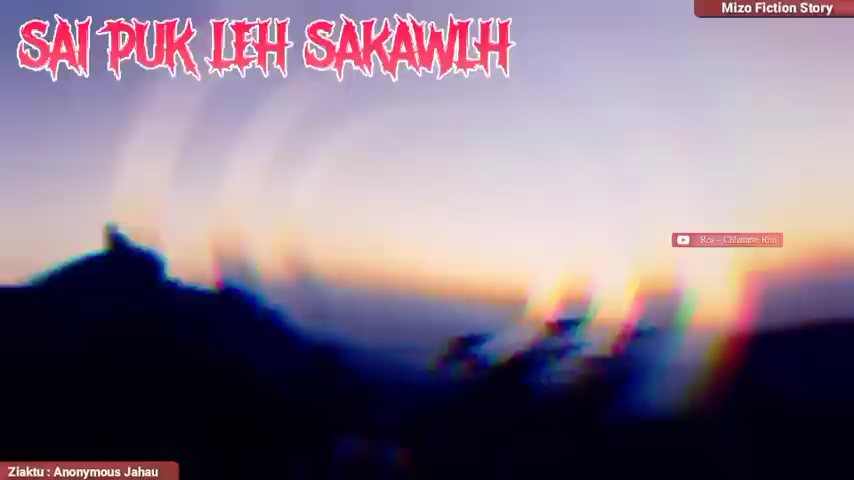 SAI PUK LEH SAKAWLH
Mizo Fiction Story
Ziaktu : Anonymous Jahau